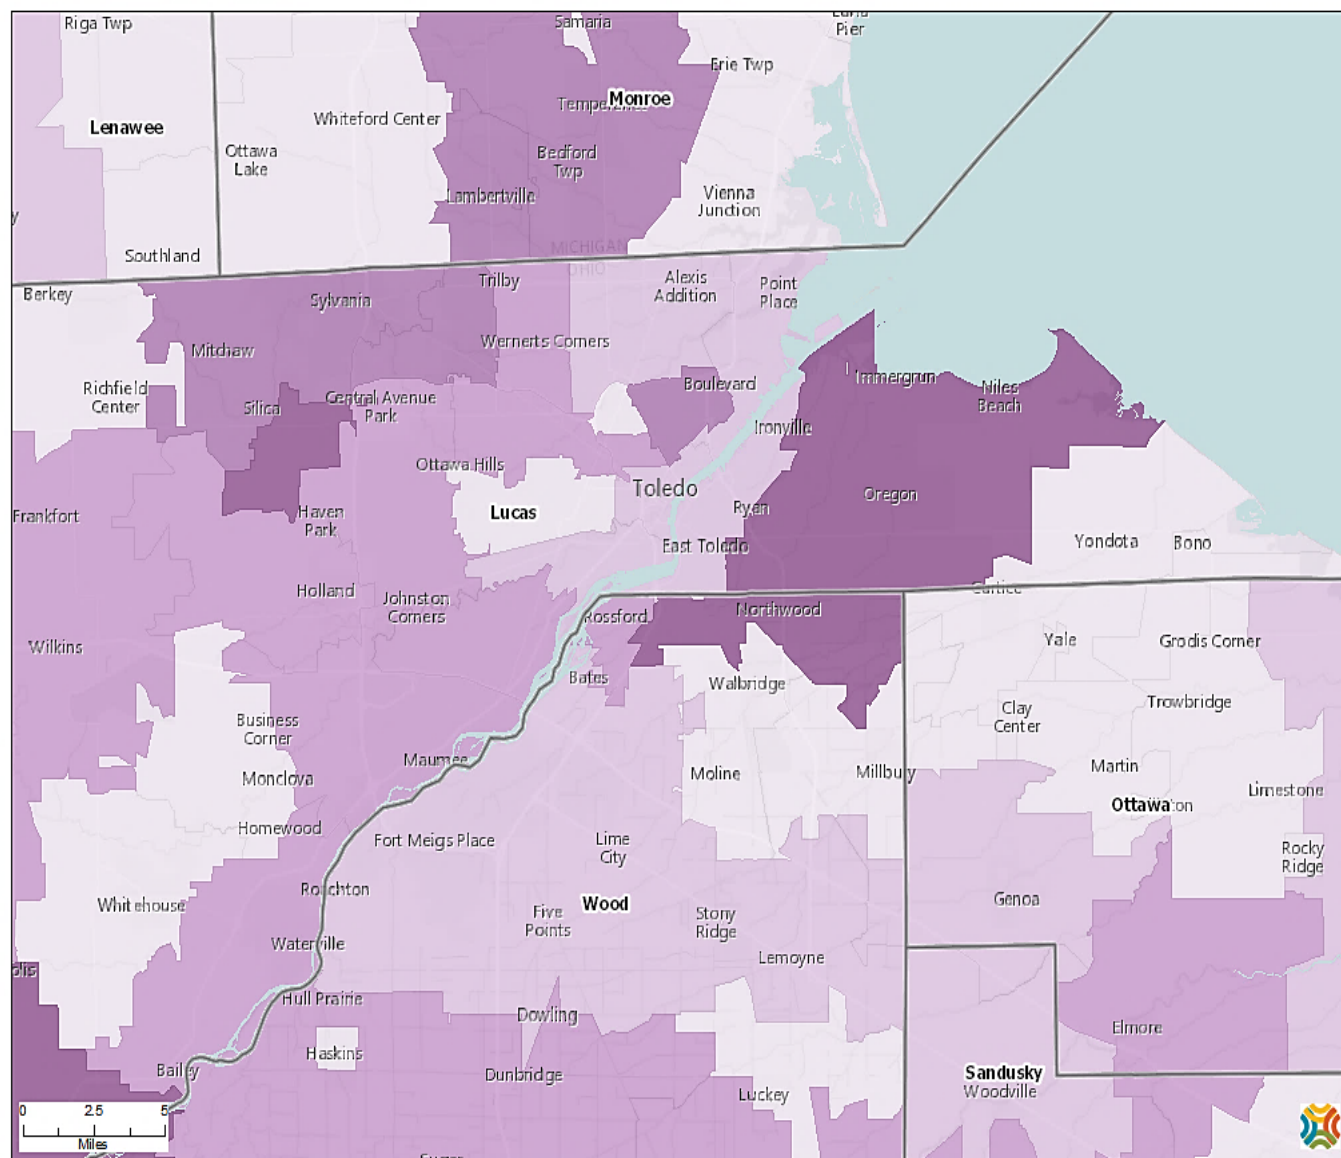 Riga Twp
Samaria
Pier
Erie Twp
Monroe
Whiteford Center
Lenawee
Ottawa
Lake
Bedford
Twp
Lambertville
Vienna
Junction
Southland
MICHIGAN
OHIO
Berkey
Sylvania
Trilby
Alexis
Addition
Point
Place
Mitchaw
Wernerts Corners
Richfield
Center
Silica
Central Avenue
Park
Boulevard
Immergrun
Niles
Beach
Ironville
Ottawa Hills
Toledo
Oregon
Lucas
Ryan
Frankfort
Haven
Park
East Toledo
Yondota
Bono
Holland
Johnston
Corners
Curtice
Rossford
Northwood
Wilkins
Yale
Grodis Corner
Bates
Walbridge
Business
Corner
Clay
Center
Trowbridge
Maumee
Monclova
Moline
Millbury
Martin
Limestone
Ottawa
Homewood
Fort Meigs Place
Lime
City
Rocky
Ridge
Rouchton
Genoa
Whitehouse
Wood
Five
Points
Stony
Ridge
Waterville
Lemoyne
Hull Prairie
Dowling
Elmore
Haskins
Bailey
Dunbridge
Sandusky
Woodville
Luckey
0 2.5 5
Miles